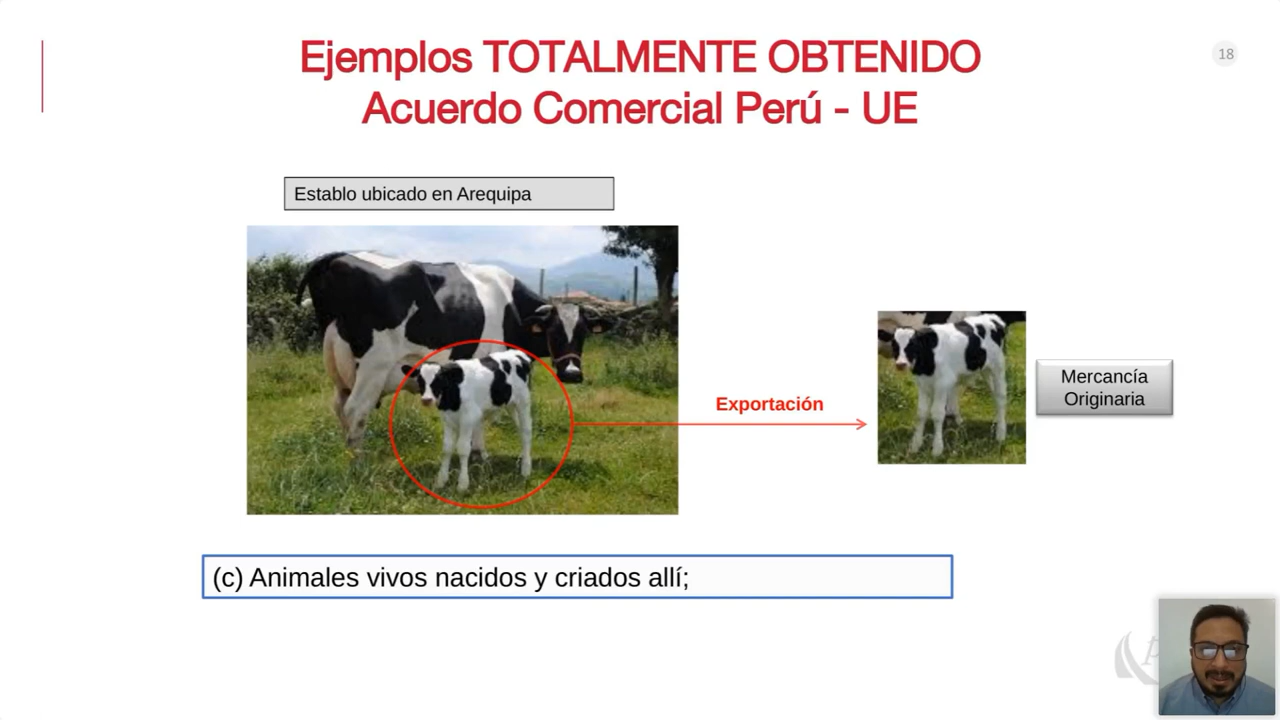 Ejemplos TOTALMENTE OBTENIDO
Acuerdo Comercial Perú - UE
18
Establo ubicado en Arequipa
Exportación
Mercancía
Originaria
(c) Animales vivos nacidos y criados allí;